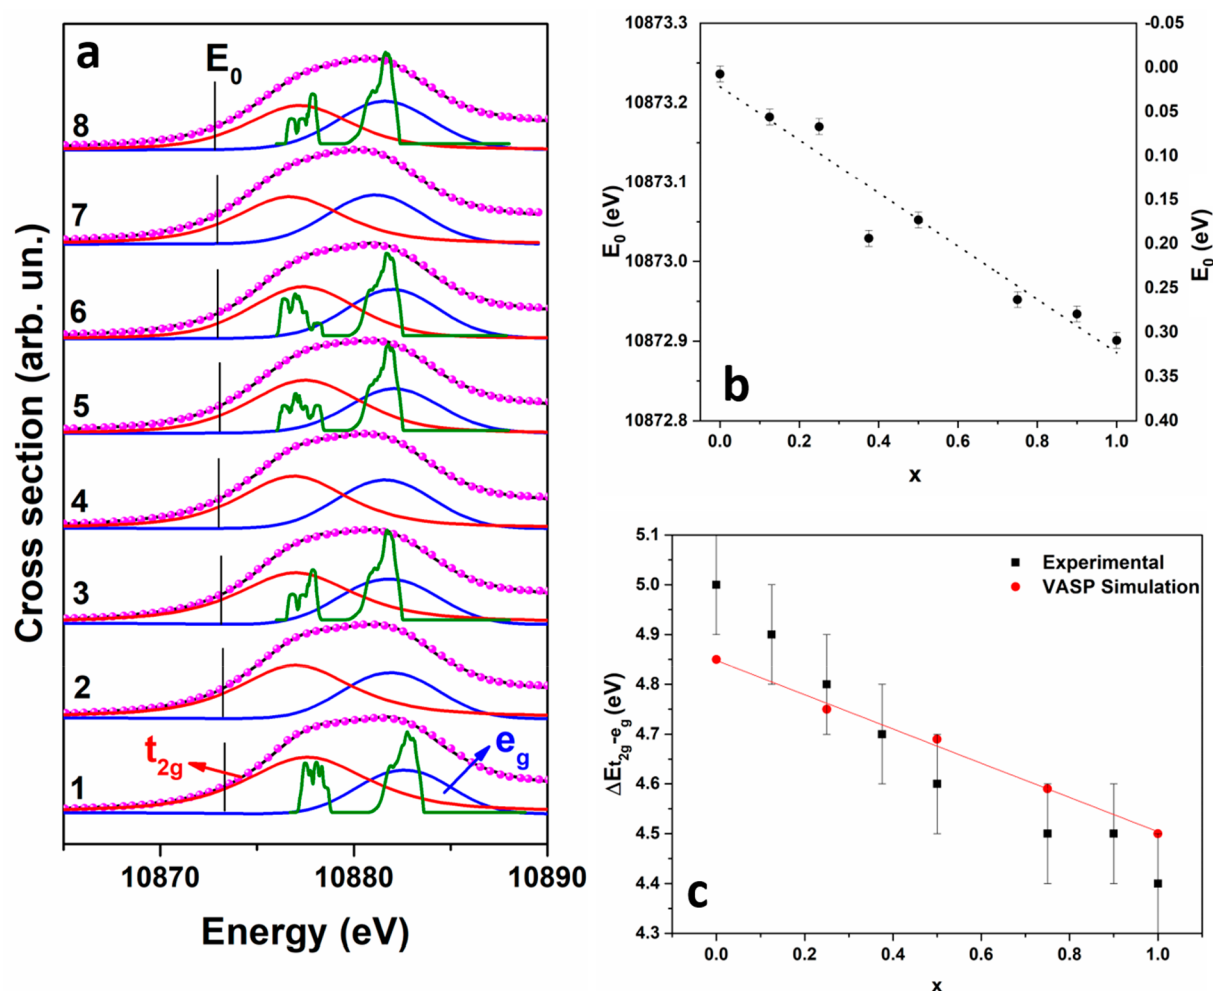 a
E0
8
7
6
5
4
3
2
1
t2g
eg
Cross section (arb. un.)
10870 10880 10890
Energy (eV)
10873.3
10873.2
10873.1
10873.0
10872.9
10872.8
E0 (eV)
-0.05
0.00
0.05
0.10
0.15
0.20
0.25
0.30
0.35
0.40
E0 (eV)
b
0.0 0.2 0.4 0.6 0.8 1.0
x
5.1
5.0
4.9
4.8
4.7
4.6
4.5
4.4
4.3
ΔEt2g-eg (eV)
Experimental
VASP Simulation
c
0.0 0.2 0.4 0.6 0.8 1.0
x